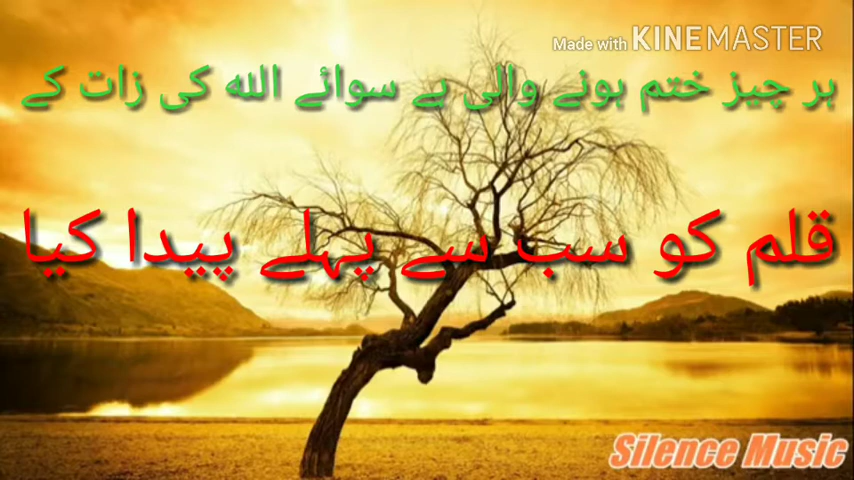 Made with KINEMASTER
ہر چیز ختم ہونے والی ہے سوائے اللہ کی زات کے
قلم کو سب سے پہلے پیدا کیا
Silence Music